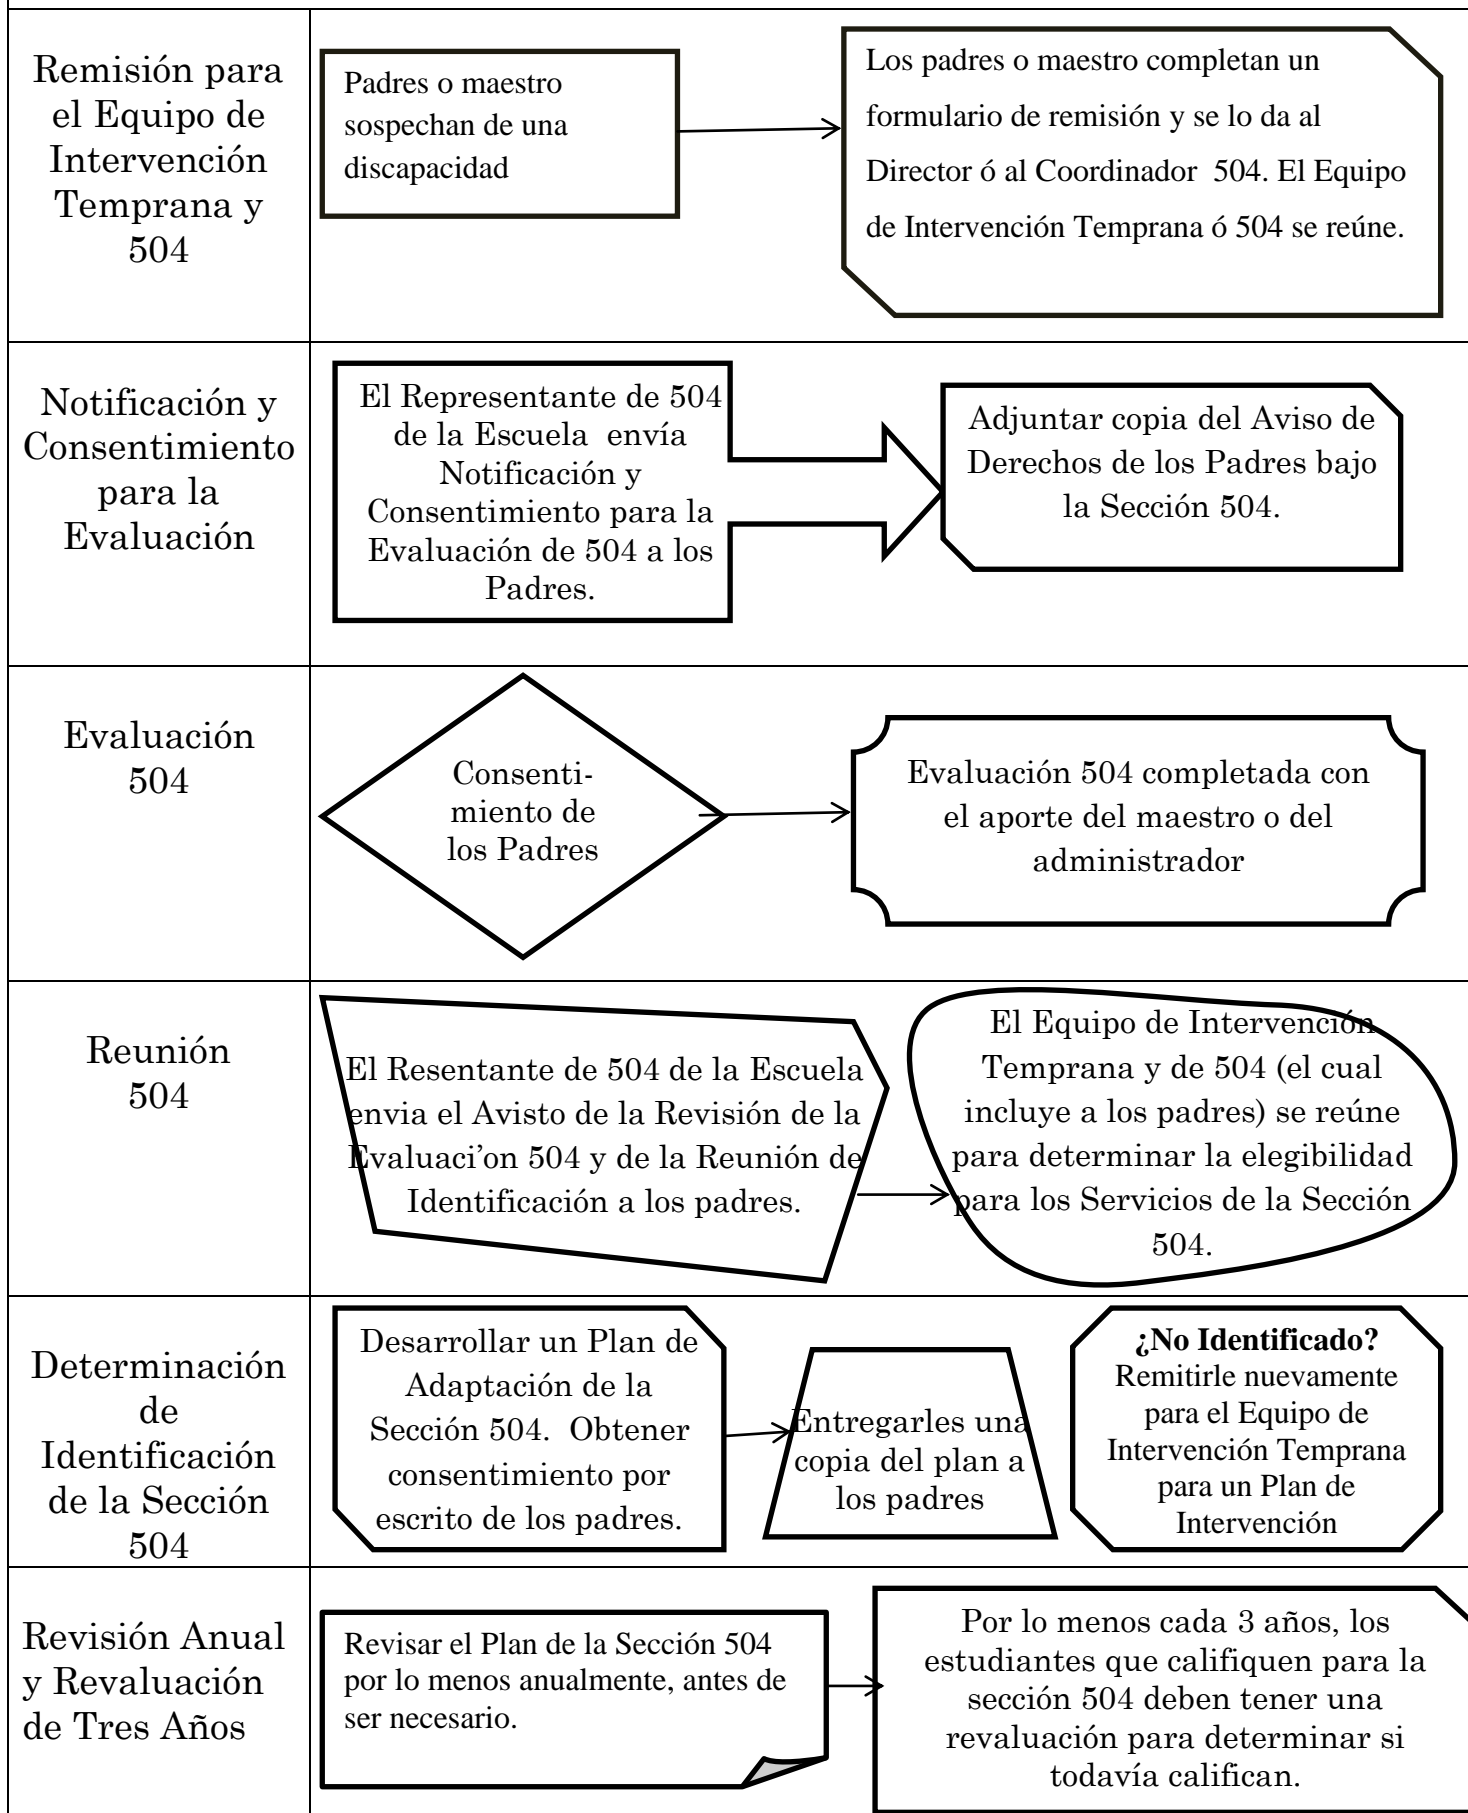 Remisión para
el Equipo de
Intervención
Temprana y
504
Padres o maestro
sospechan de una
discapacidad
Los padres o maestro completan un
formulario de remisión y se lo da al
Director ó al Coordinador  504. El Equipo
de Intervención Temprana ó 504 se reúne.
Notificación y
Consentimiento
para la
Evaluación
El Representante de 504
de la Escuela  envía
Notificación y
Consentimiento para la
Evaluación de 504 a los
Padres.
Adjuntar copia del Aviso de
Derechos de los Padres bajo
la Sección 504.
Evaluación
504
Consenti-
miento de
los Padres
Evaluación 504 completada con
el aporte del maestro o del
administrador
Reunión
504
El Resentante de 504 de la Escuela
envia el Avisto de la Revisión de la
Evaluaci’on 504 y de la Reunión de
Identificación a los padres.
El Equipo de Intervención
Temprana y de 504 (el cual
incluye a los padres) se reúne
para determinar la elegibilidad
para los Servicios de la Sección
504.
Determinación
de
Identificación
de la Sección
504
Desarrollar un Plan de
Adaptación de la
Sección 504.  Obtener
consentimiento por
escrito de los padres.
Entregarles una
copia del plan a
los padres
¿No Identificado?
Remitirle nuevamente
para el Equipo de
Intervención Temprana
para un Plan de
Intervención
Revisión Anual
y Revaluación
de Tres Años
Revisar el Plan de la Sección 504
por lo menos anualmente, antes de
ser necesario.
Por lo menos cada 3 años, los
estudiantes que califiquen para la
sección 504 deben tener una
revaluación para determinar si
todavía califican.